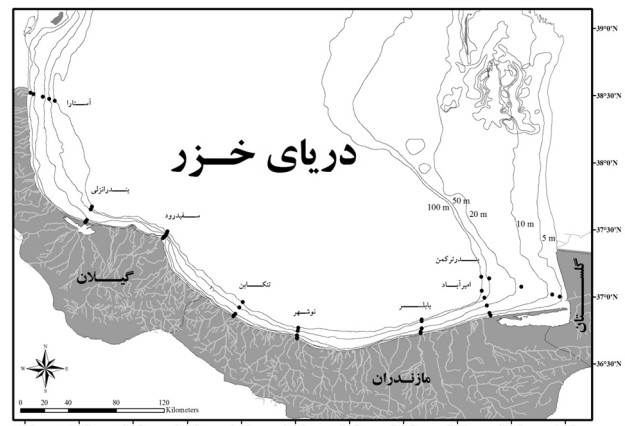 39°0'N
آستارا
38°30'N
دریای خزر
38°0'N
بندرانزلی
50 m
100 m
20 m
سفیدرود
10 m
37°30'N
5 m
بندرترکمن
گلستان
گیلان
تنکابن
امیرآباد
37°0'N
نوشهر
بابلسر
مازندران
36°30'N
N
W
E
S
0 20 40 80 120
Kilometers